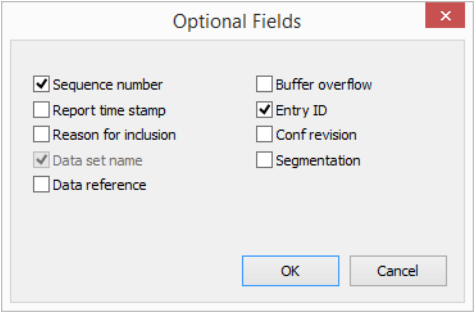 Optional Fields
Sequence number
Report time stamp
Reason for inclusion
Data set name
Data reference
Buffer overflow
Entry ID
Conf revision
Segmentation
OK
Cancel